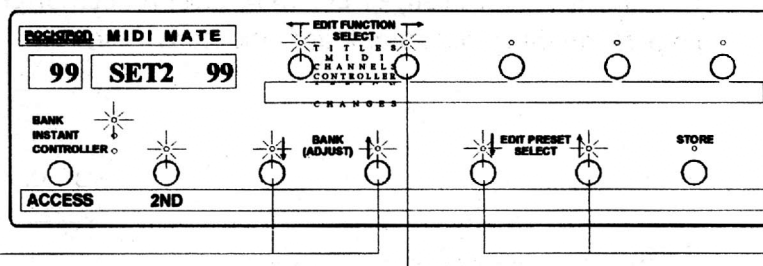 EDIT FUNCTION
SELECT
ROCKTRON MIDI MATE
TITLES
MIDI
CHANNELS
CONTROLLER
CHANGES
99 SET2 99
BANK
INSTANT
CONTROLLER
BANK
(ADJUST)
EDIT PRESET
SELECT
STORE
ACCESS 2ND